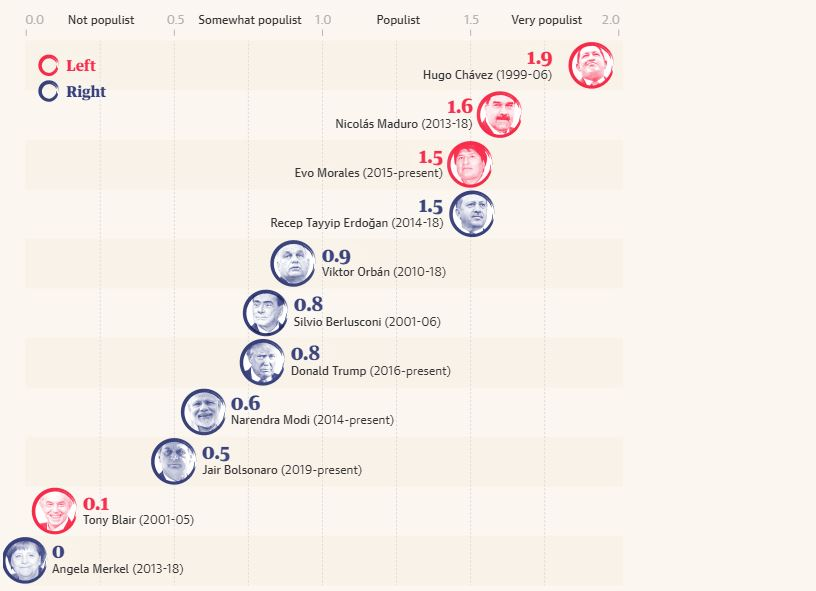 0.0 Not populist 0.5 Somewhat populist 1.0 Populist 1.5 Very populist 2.0
Left
Right
1.9
Hugo Chávez (1999-06)
1.6
Nicolás Maduro (2013-18)
1.5
Evo Morales (2015-present)
1.5
Recep Tayyip Erdoğan (2014-18)
0.9
Viktor Orbán (2010-18)
0.8
Silvio Berlusconi (2001-06)
0.8
Donald Trump (2016-present)
0.6
Narendra Modi (2014-present)
0.5
Jair Bolsonaro (2019-present)
0.1
Tony Blair (2001-05)
0
Angela Merkel (2013-18)